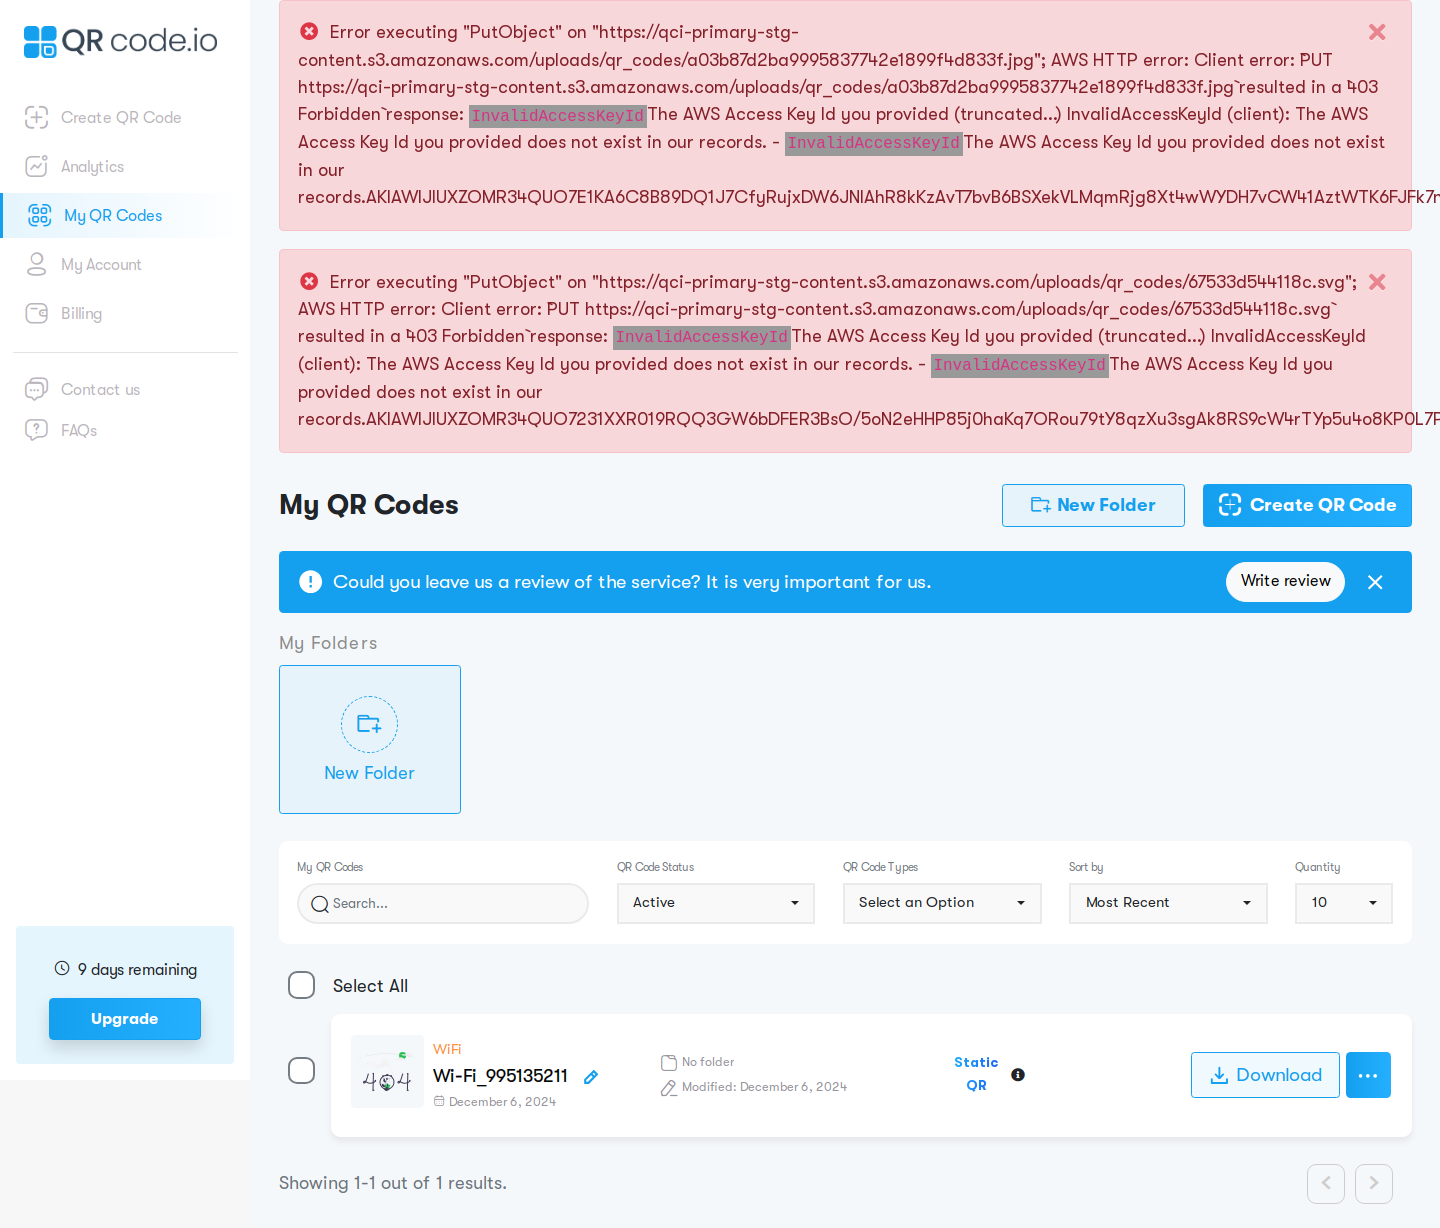 QR code.io
Create QR Code
Analytics
My QR Codes
My Account
Billing
Contact us
FAQs
9 days remaining
Upgrade
Error executing "PutObject" on "https://qci-primary-stg-
content.s3.amazonaws.com/uploads/qr_codes/a03b87d2ba9995837742e1899f4d833f.jpg"; AWS HTTP error: Client error: `PUT
https://qci-primary-stg-content.s3.amazonaws.com/uploads/qr_codes/a03b87d2ba9995837742e1899f4d833f.jpg` resulted in a `403
Forbidden` response: InvalidAccessKeyIdThe AWS Access Key Id you provided (truncated...) InvalidAccessKeyId (client): The AWS
Access Key Id you provided does not exist in our records. - InvalidAccessKeyIdThe AWS Access Key Id you provided does not exist
in our
records.AKIAWIJIUXZOMR34QUO7E1KA6C8B89DQ1J7CfyRujxDW6JNIAhR8kKzAvT7bvB6BSXekVLMqmRjg8Xt4wWYDH7vCW41AztWTK6FJFk7n
Error executing "PutObject" on "https://qci-primary-stg-content.s3.amazonaws.com/uploads/qr_codes/67533d544118c.svg";
AWS HTTP error: Client error: `PUT https://qci-primary-stg-content.s3.amazonaws.com/uploads/qr_codes/67533d544118c.svg`
resulted in a `403 Forbidden` response: InvalidAccessKeyIdThe AWS Access Key Id you provided (truncated...) InvalidAccessKeyId
(client): The AWS Access Key Id you provided does not exist in our records. - InvalidAccessKeyIdThe AWS Access Key Id you
provided does not exist in our
records.AKIAWIJIUXZOMR34QUO7231XXR019RQQ3GW6bDFER3BsO/5oN2eHHP85j0haKq7ORou79tY8qzXu3sgAk8RS9cW4rTYp5u4o8KP0L7P
My QR Codes
New Folder
Create QR Code
Could you leave us a review of the service? It is very important for us.
Write review
My Folders
New Folder
My QR Codes
QR Code Status
QR Code Types
Sort by
Quantity
Search...
Active
Select an Option
Most Recent
10
Select All
404
WiFi
Wi-Fi_995135211
December 6, 2024
No folder
Modified: December 6, 2024
Static
QR
Download
Showing 1-1 out of 1 results.